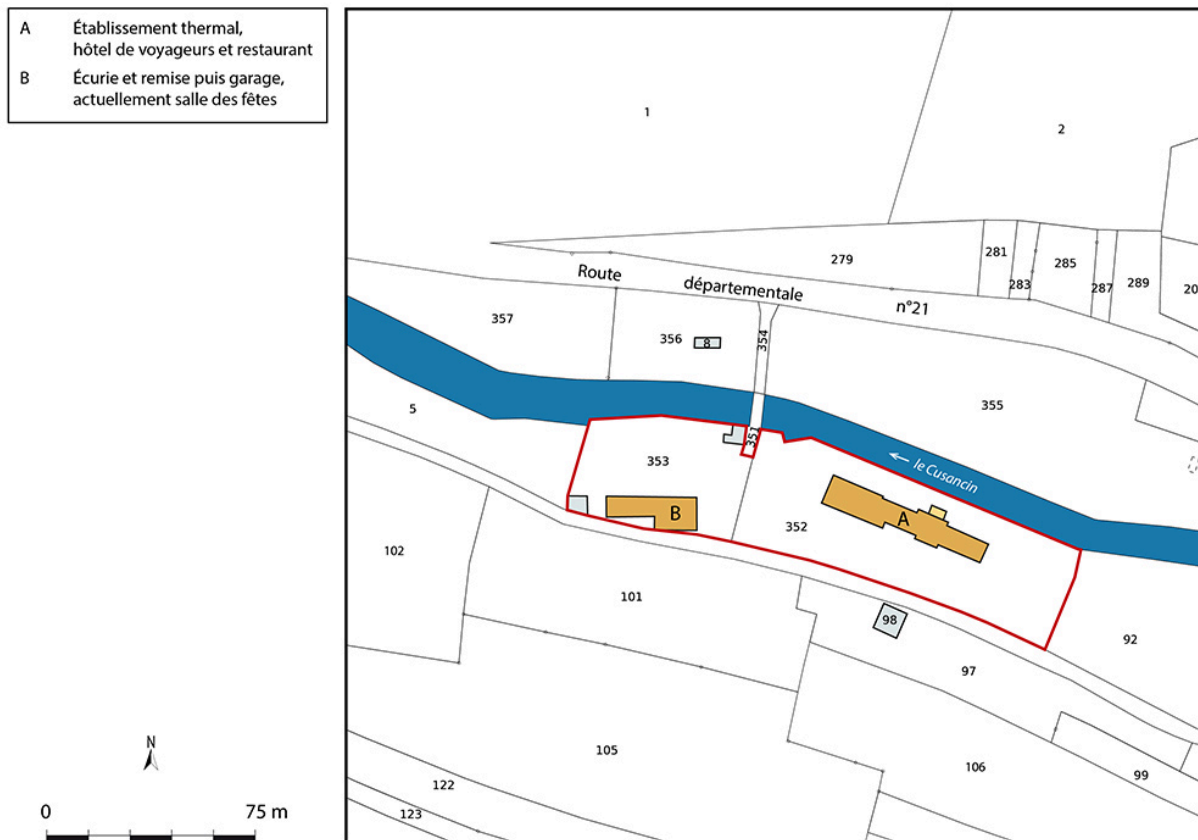 A Établissement thermal,
hôtel de voyageurs et restaurant
B Écurie et remise puis garage,
actuellement salle des fêtes
1
2
279
281
283
285
287
289
20
Route départementale n°21
357
356
8
354
355
5
351
353
le Cusancin
B
A
352
102
101
98
92
97
105
106
99
122
123
N
0 75 m